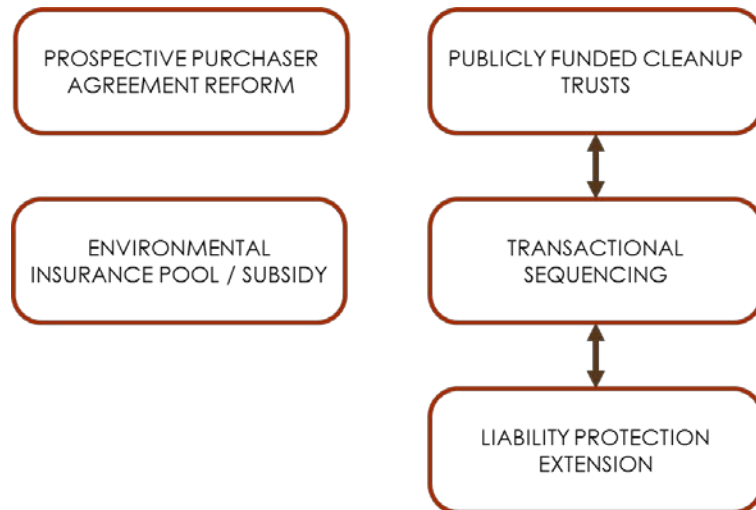 PROSPECTIVE PURCHASER
AGREEMENT REFORM
PUBLICLY FUNDED CLEANUP
TRUSTS
ENVIRONMENTAL
INSURANCE POOL / SUBSIDY
TRANSACTIONAL
SEQUENCING
LIABILITY PROTECTION
EXTENSION